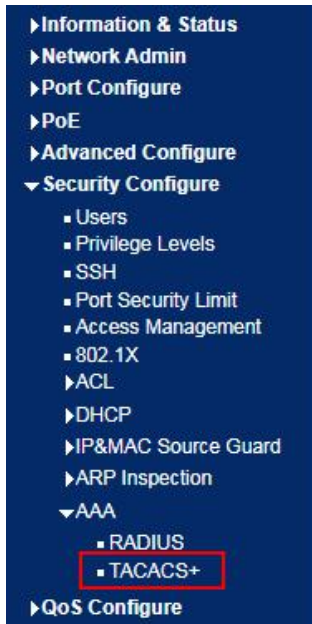 Information & Status
Network Admin
Port Configure
PoE
Advanced Configure
Security Configure
Users
Privilege Levels
SSH
Port Security Limit
Access Management
802.1X
ACL
DHCP
IP&MAC Source Guard
ARP Inspection
AAA
RADIUS
TACACS+
QoS Configure